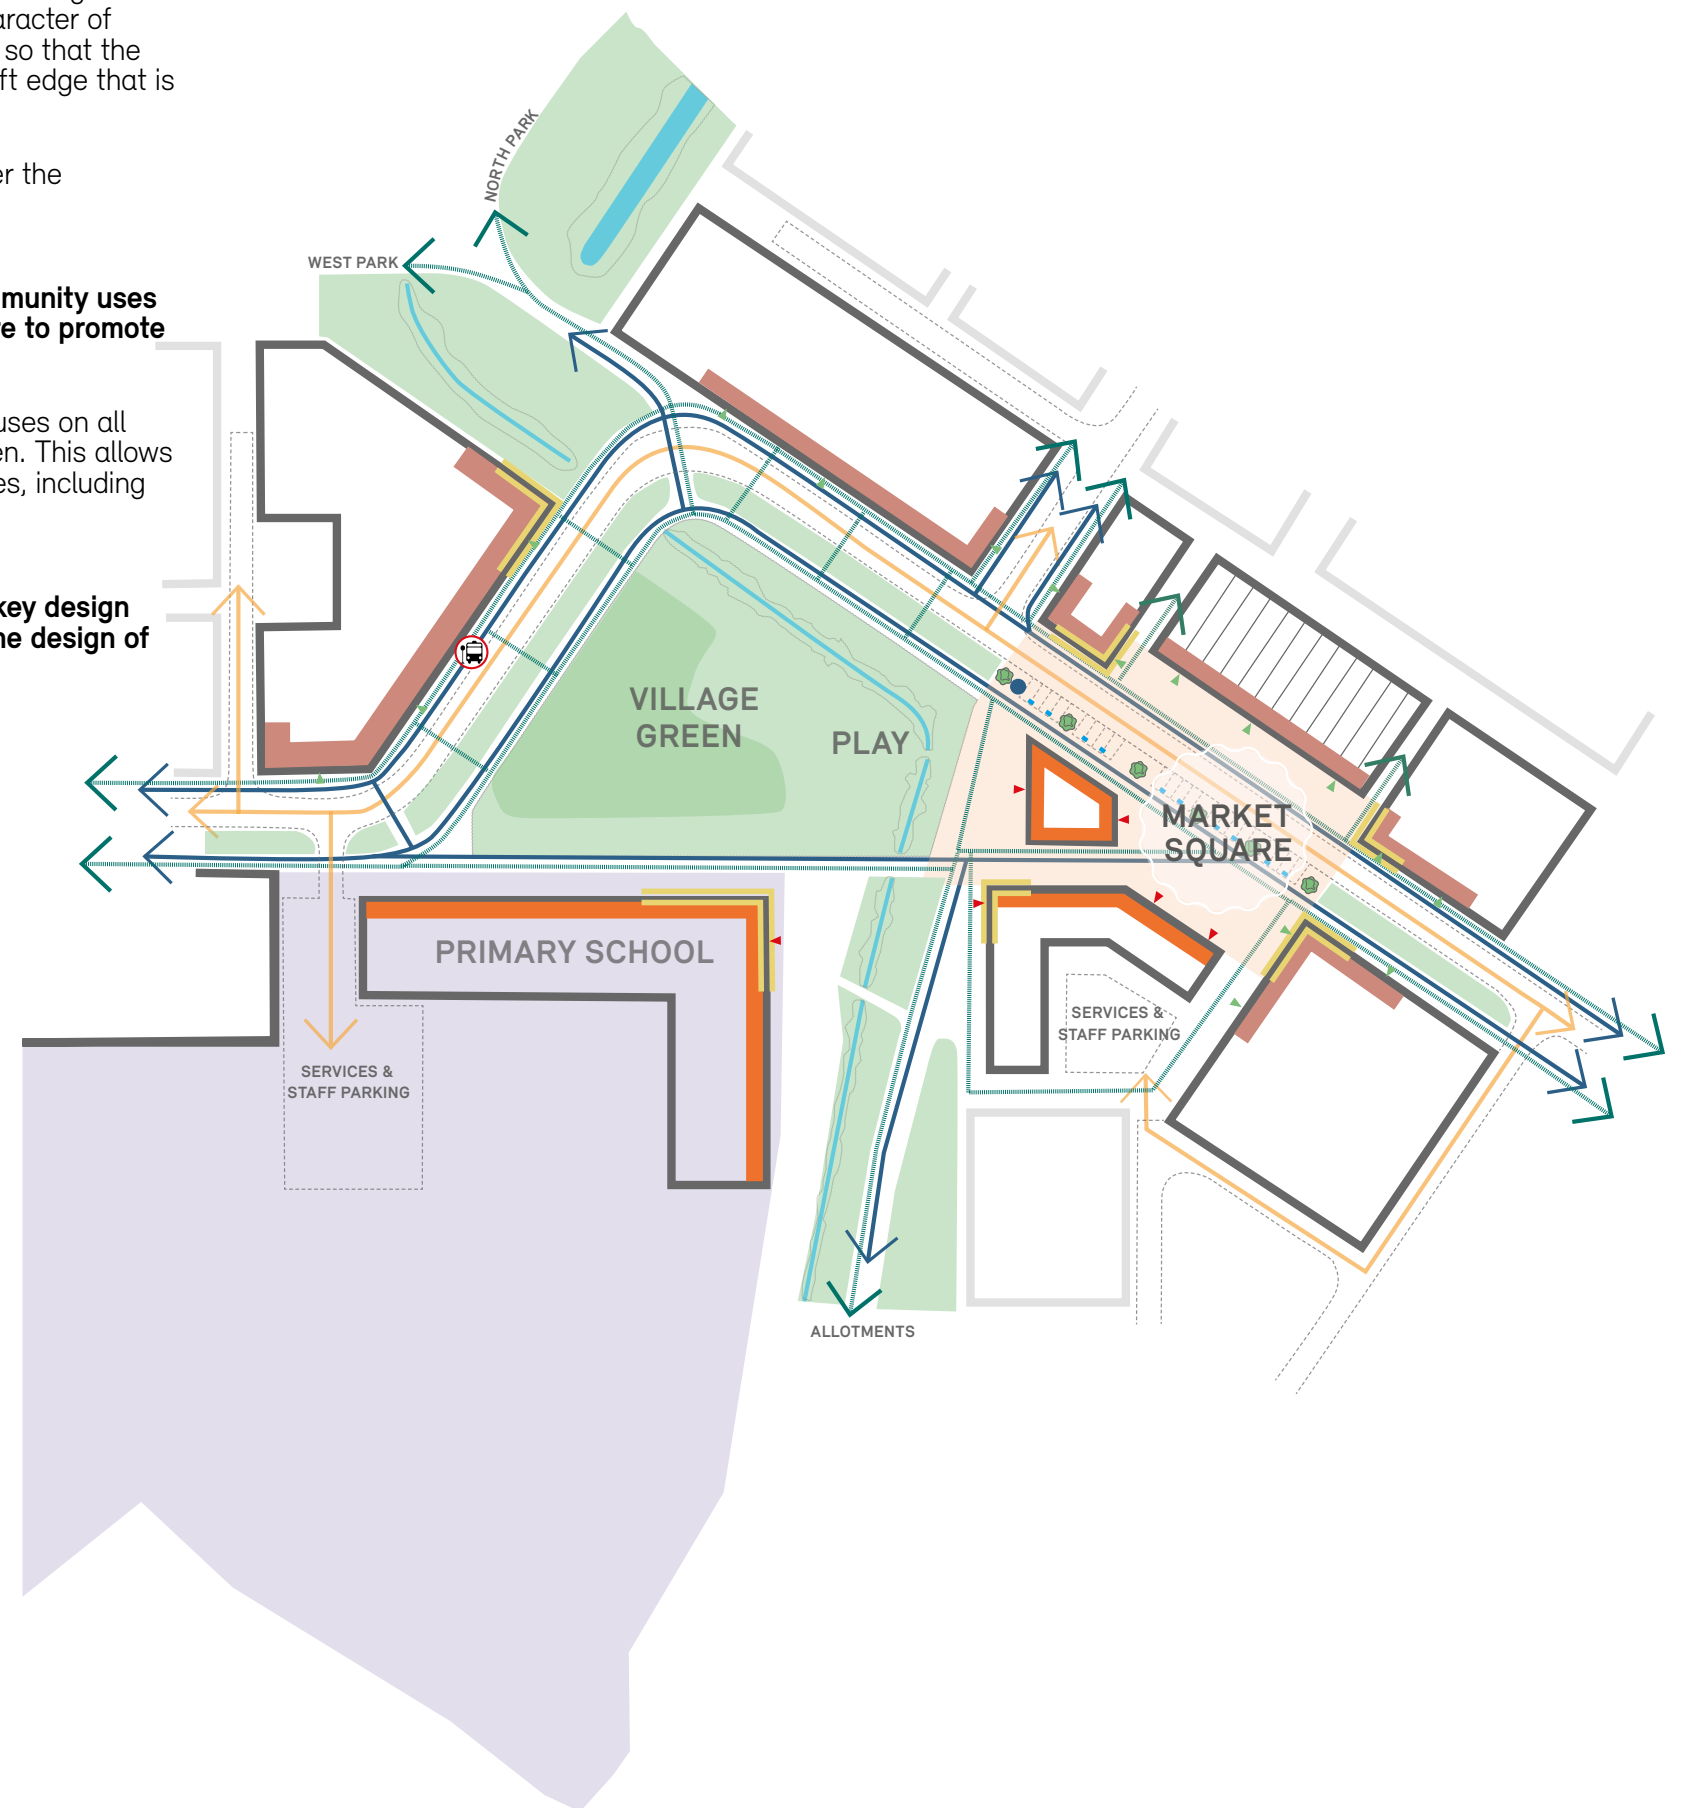 aracter of
so that the
ft edge that is
er the
munity uses
re to promote
uses on all
en. This allows
es, including
key design
ne design of
NORTH PARK
WEST PARK
VILLAGE
GREEN
PLAY
MARKET
SQUARE
PRIMARY SCHOOL
SERVICES &
STAFF PARKING
SERVICES &
STAFF PARKING
ALLOTMENTS